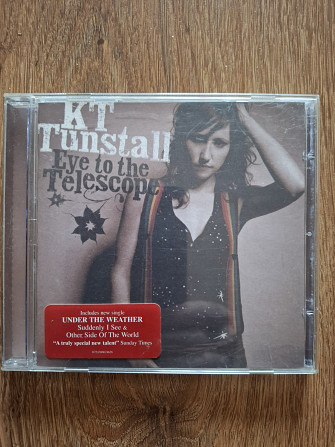 KT
Tunstall
Eye to the
Telescope
Includes new single
UNDER THE WEATHER
Suddenly I See &
Other Side Of The World
"A truly special new talent" Sunday Times